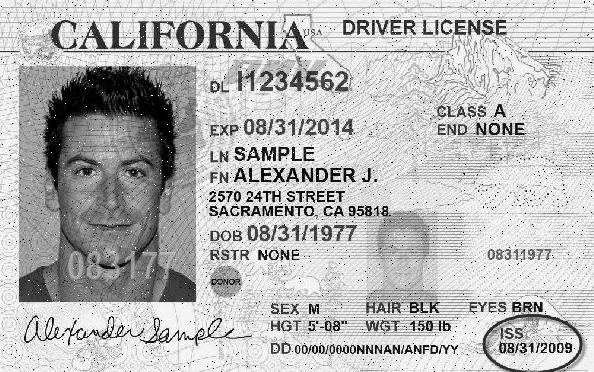 CALIFORNIA USA DRIVER LICENSE
DL I1234562
CLASS A
EXP 08/31/2014
END NONE
LN SAMPLE
FN ALEXANDER J.
2570 24TH STREET
SACRAMENTO, CA 95818
DOB 08/31/1977
RSTR NONE
08311977
083177
DONOR
SEX M HAIR BLK EYES BRN
HGT 5'-08" WGT 150 lb
ISS
DD 00/00/0000NNNAN/ANFD/YY 08/31/2009
Alexander Sample